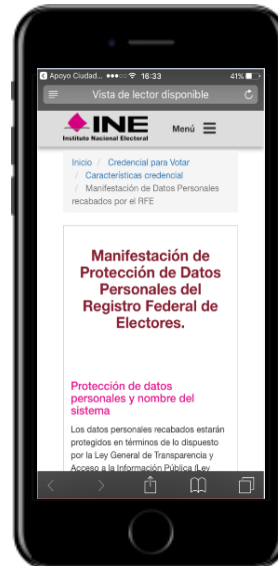 Apoyo Ciudad... 16:33 41%
Vista de lector disponible
INE
Instituto Nacional Electoral
Menú
Inicio / Credencial para Votar
/ Características credencial
/ Manifestación de Datos Personales
recabados por el RFE
Manifestación de
Protección de Datos
Personales del
Registro Federal de
Electores.
Protección de datos
personales y nombre del
sistema
Los datos personales recabados estarán
protegidos en términos de lo dispuesto
por la Ley General de Transparencia y
Acceso a la Información Pública (Ley